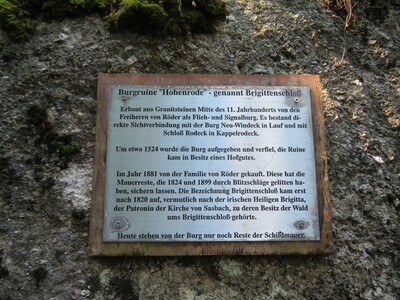 Burgruine "Hohenrode" - genannt Brigittenschloß
Erbaut aus Granitsteinen Mitte des 11. Jahrhunderts von den
Freiherrn von Röder als Flieh- und Signalburg. Es bestand di-
rekte Sichtverbindung mit der Burg Neu-Windeck in Lauf und mit
Schloß Rodeck in Kappelrodeck.
Um etwa 1524 wurde die Burg aufgegeben und verfiel, die Ruine
kam in Besitz eines Hofgutes.
Im Jahr 1881 von der Familie von Röder gekauft. Diese hat die
Mauerreste, die 1824 und 1899 durch Blitzschläge gelitten ha-
ben, sichern lassen. Die Bezeichnung Brigittenschloß kam erst
nach 1820 auf, vermutlich nach der irischen Heiligen Brigitta,
der Patronin der Kirche von Sasbach, zu deren Besitz der Wald
ums Brigittenschloß gehörte.
Heute stehen von der Burg nur noch Reste der Schildmauer.